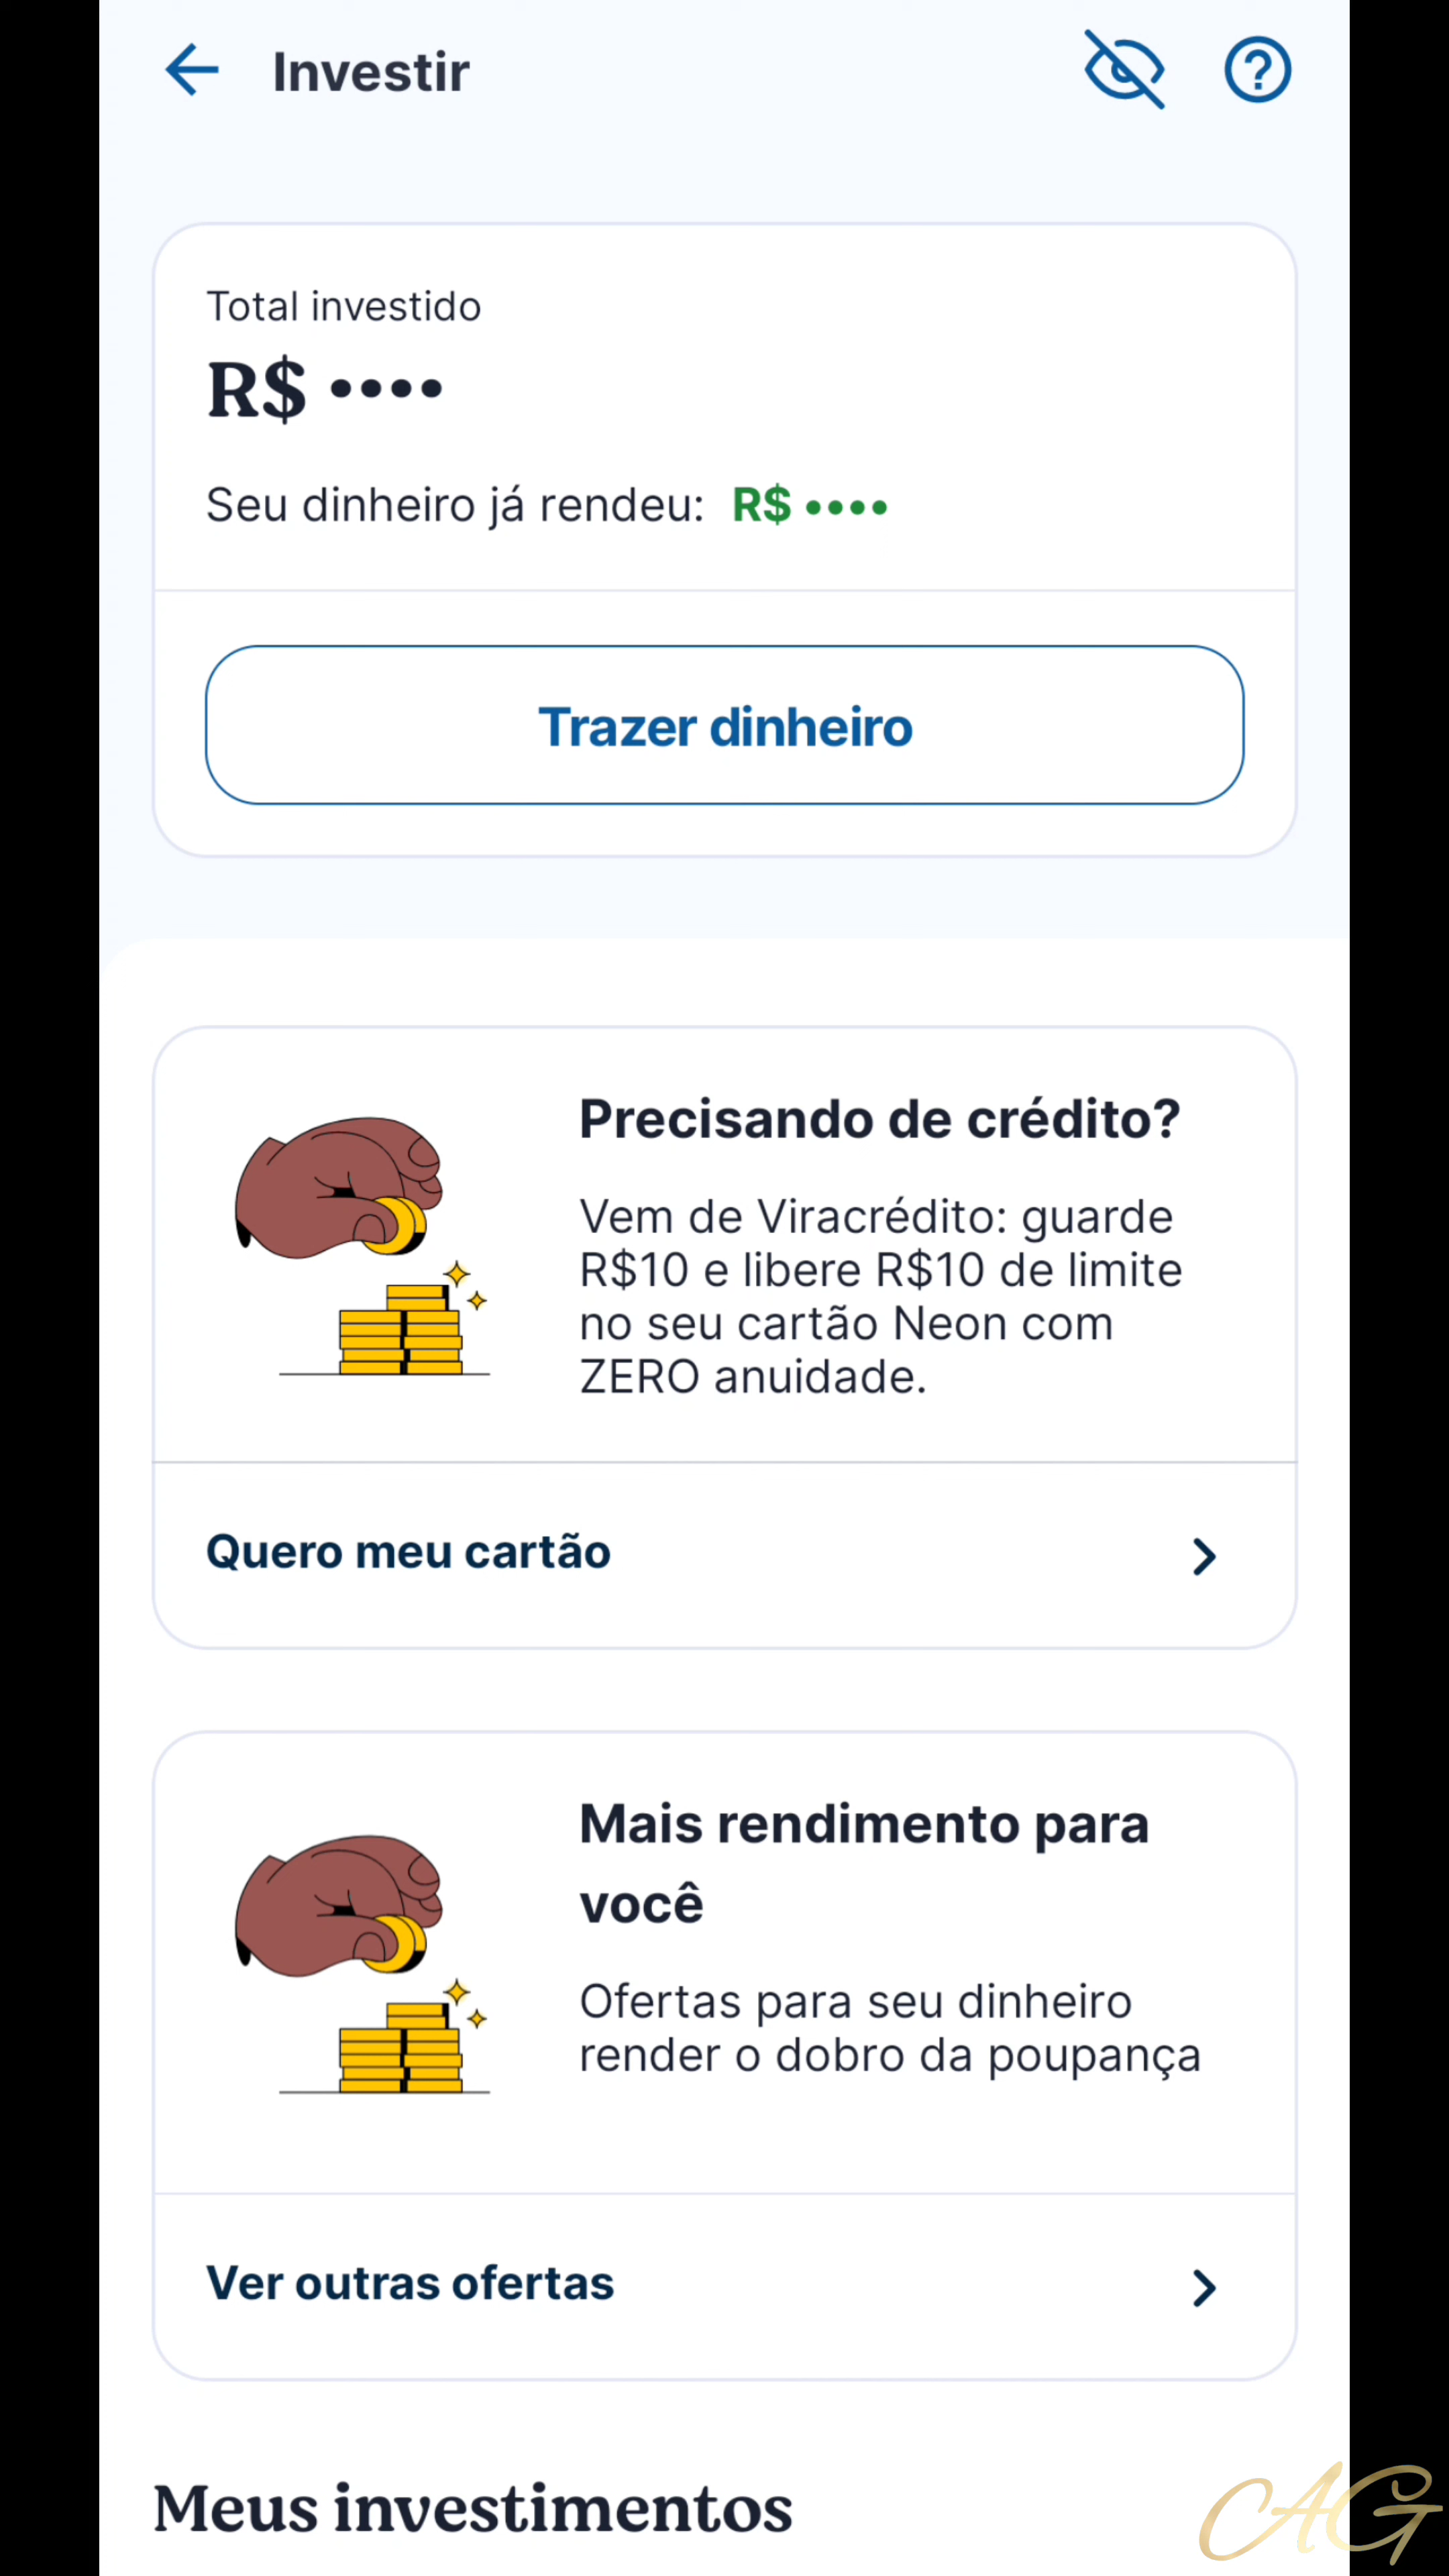 Investir
Total investido
R$ ••••
Seu dinheiro já rendeu: R$ ••••
Trazer dinheiro
Precisando de crédito?
Vem de Viracrédito: guarde
R$10 e libere R$10 de limite
no seu cartão Neon com
ZERO anuidade.
Quero meu cartão
Mais rendimento para
você
Ofertas para seu dinheiro
render o dobro da poupança
Ver outras ofertas
Meus investimentos
CAG